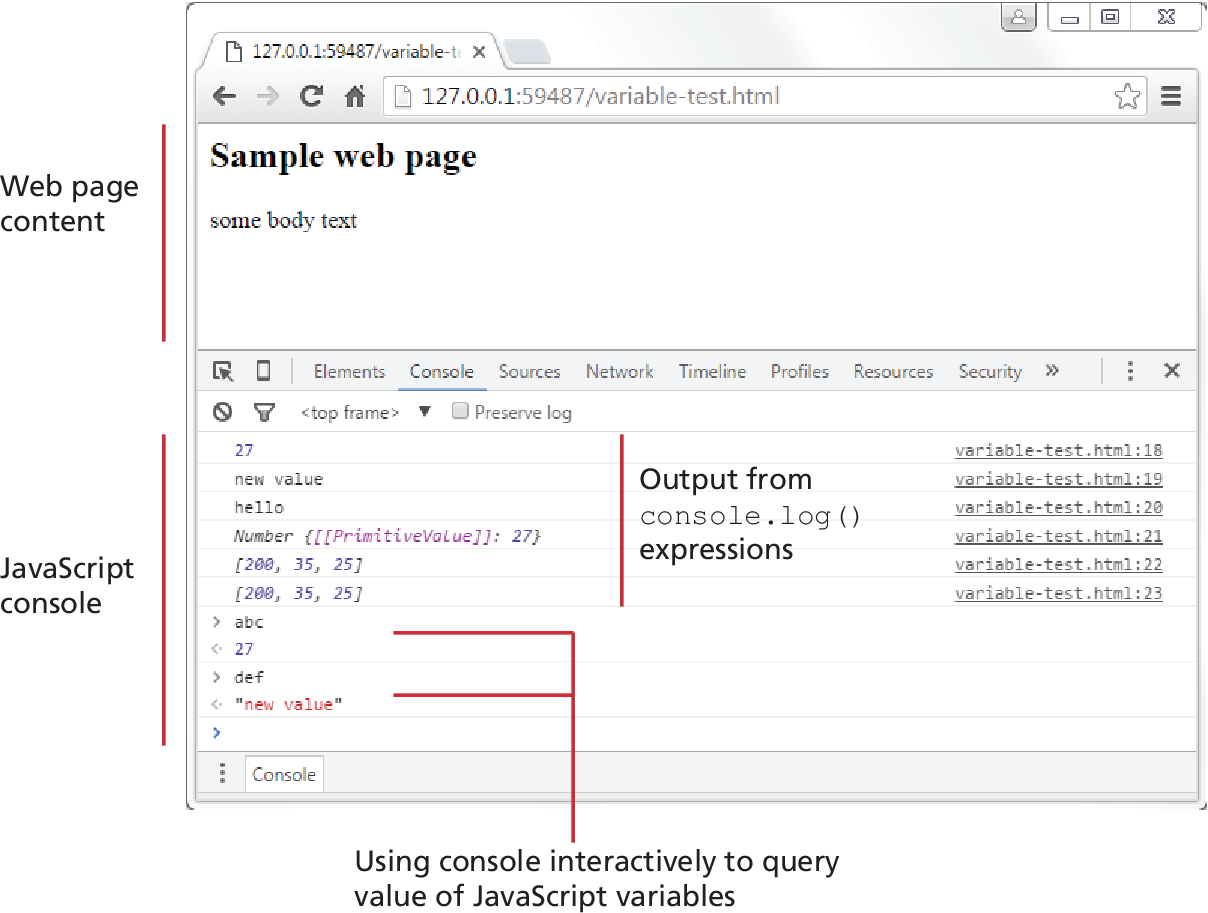 127.0.0.1:59487/variable-t
127.0.0.1:59487/variable-test.html
Web page
content
Sample web page
some body text
Elements Console Sources Network Timeline Profiles Resources Security »
<top frame> ▼ Preserve log
JavaScript
console
27 variable-test.html:18
new value variable-test.html:19
hello variable-test.html:20
Number {[[PrimitiveValue]]: 27} variable-test.html:21
[200, 35, 25] variable-test.html:22
[200, 35, 25] variable-test.html:23
Output from
console.log()
expressions
> abc
27
> def
"new value"
>
Console
Using console interactively to query
value of JavaScript variables